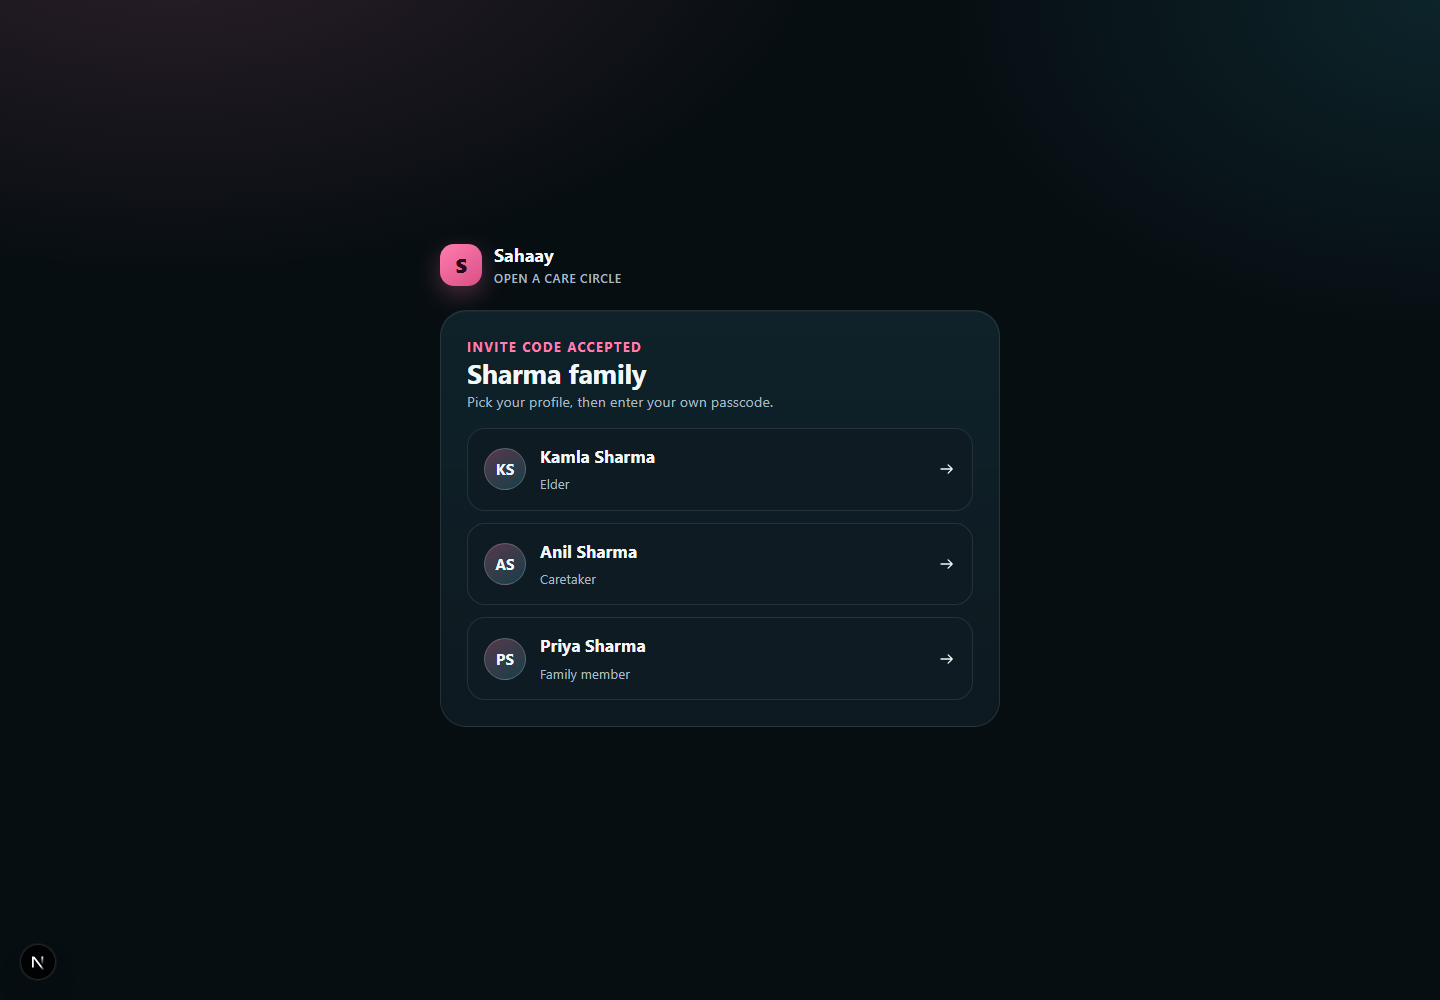 S
Sahaay
OPEN A CARE CIRCLE
INVITE CODE ACCEPTED
Sharma family
Pick your profile, then enter your own passcode.
KS
Kamla Sharma
Elder
AS
Anil Sharma
Caretaker
PS
Priya Sharma
Family member
N